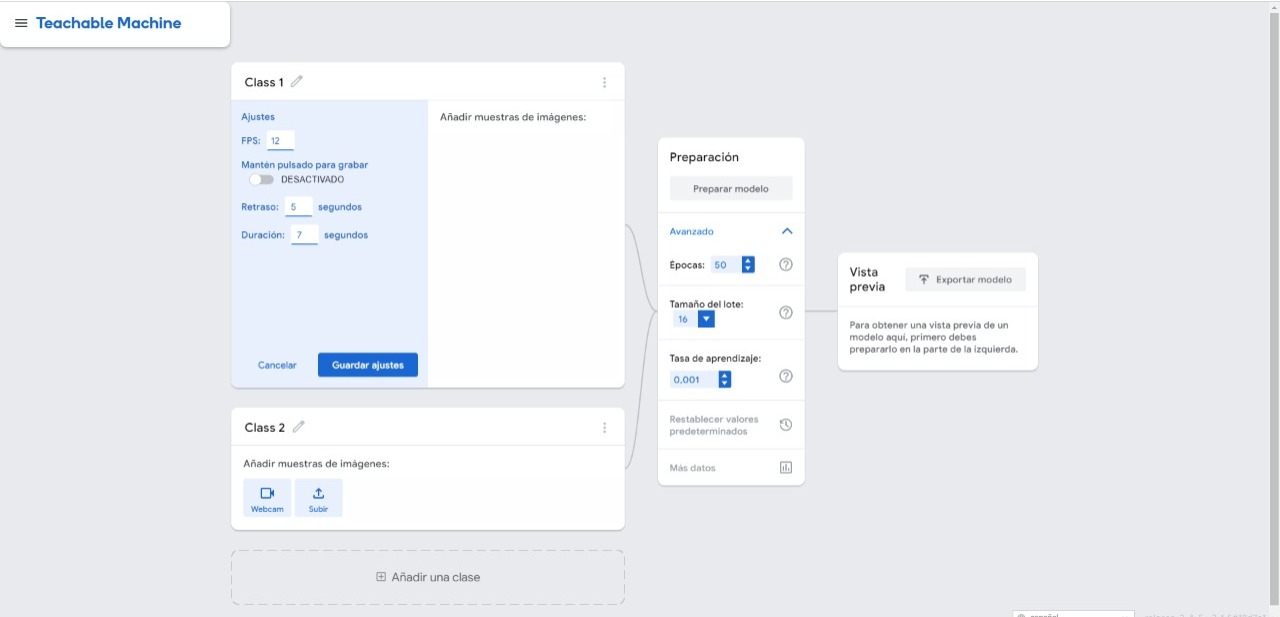 Teachable Machine
Class 1
Ajustes
FPS: 12
Mantén pulsado para grabar
DESACTIVADO
Retraso: 5 segundos
Duración: 7 segundos
Cancelar
Guardar ajustes
Añadir muestras de imágenes:
Class 2
Añadir muestras de imágenes:
Webcam
Subir
Añadir una clase
Preparación
Preparar modelo
Avanzado
Épocas: 50
Tamaño del lote:
16
Tasa de aprendizaje:
0,001
Restablecer valores
predeterminados
Más datos
Vista
previa
Exportar modelo
Para obtener una vista previa de un
modelo aquí, primero debes
prepararlo en la parte de la izquierda.
español